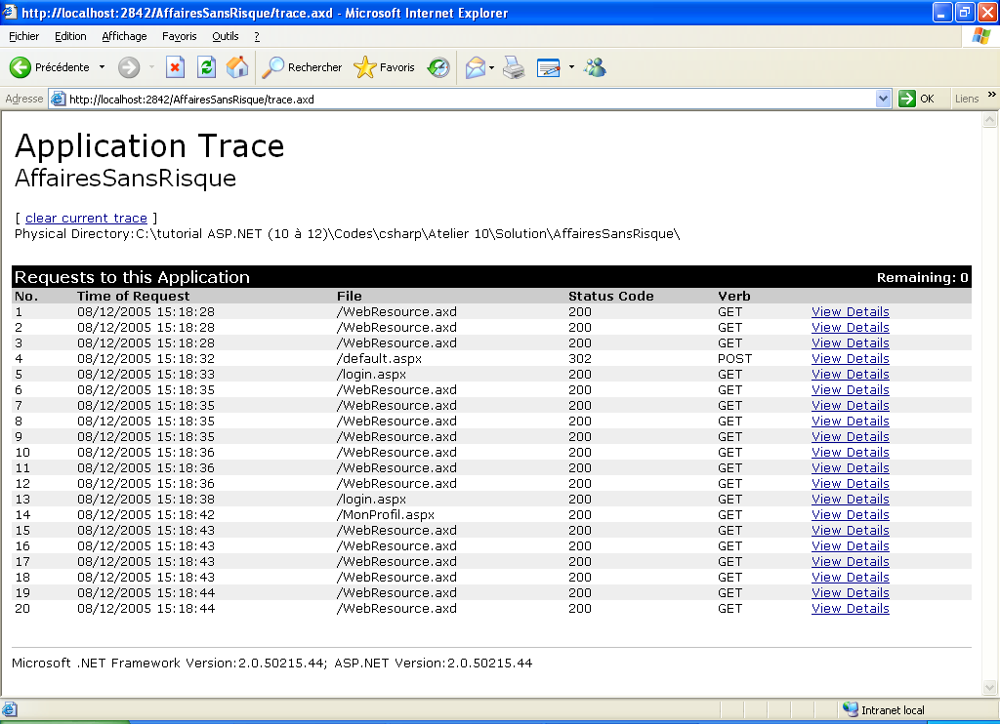 http://localhost:2842/AffairesSansRisque/trace.axd - Microsoft Internet Explorer
Fichier Edition Affichage Favoris Outils ?
Précédente Rechercher Favoris
Adresse http://localhost:2842/AffairesSansRisque/trace.axd OK Liens »
Application Trace
AffairesSansRisque
[ clear current trace ]
Physical Directory:C:\tutorial ASP.NET (10 à 12)\Codes\csharp\Atelier 10\Solution\AffairesSansRisque\
Requests to this Application Remaining: 0
No. Time of Request File Status Code Verb
1 08/12/2005 15:18:28 /WebResource.axd 200 GET View Details
2 08/12/2005 15:18:28 /WebResource.axd 200 GET View Details
3 08/12/2005 15:18:28 /WebResource.axd 200 GET View Details
4 08/12/2005 15:18:32 /default.aspx 302 POST View Details
5 08/12/2005 15:18:33 /login.aspx 200 GET View Details
6 08/12/2005 15:18:35 /WebResource.axd 200 GET View Details
7 08/12/2005 15:18:35 /WebResource.axd 200 GET View Details
8 08/12/2005 15:18:35 /WebResource.axd 200 GET View Details
9 08/12/2005 15:18:35 /WebResource.axd 200 GET View Details
10 08/12/2005 15:18:36 /WebResource.axd 200 GET View Details
11 08/12/2005 15:18:36 /WebResource.axd 200 GET View Details
12 08/12/2005 15:18:36 /WebResource.axd 200 GET View Details
13 08/12/2005 15:18:38 /login.aspx 200 GET View Details
14 08/12/2005 15:18:42 /MonProfil.aspx 200 GET View Details
15 08/12/2005 15:18:43 /WebResource.axd 200 GET View Details
16 08/12/2005 15:18:43 /WebResource.axd 200 GET View Details
17 08/12/2005 15:18:43 /WebResource.axd 200 GET View Details
18 08/12/2005 15:18:43 /WebResource.axd 200 GET View Details
19 08/12/2005 15:18:44 /WebResource.axd 200 GET View Details
20 08/12/2005 15:18:44 /WebResource.axd 200 GET View Details
Microsoft .NET Framework Version:2.0.50215.44; ASP.NET Version:2.0.50215.44
Intranet local